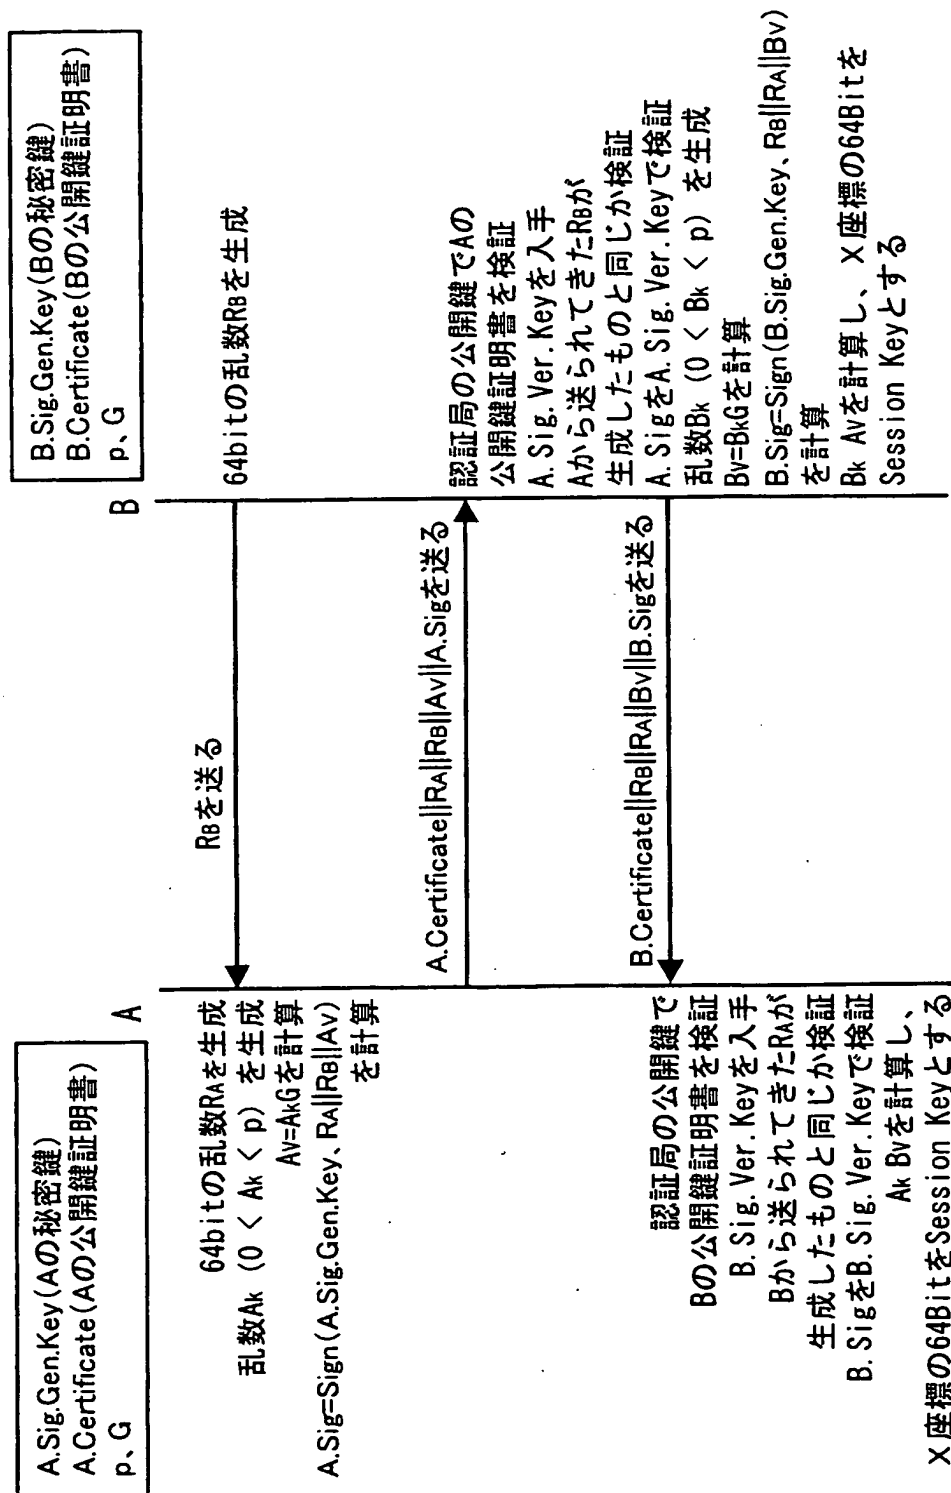 A.Sig.Gen.Key(Aの秘密鍵)
A.Certificate(Aの公開鍵証明書)
p、G
B.Sig.Gen.Key(Bの秘密鍵)
B.Certificate(Bの公開鍵証明書)
p、G
A
B
64bitの乱数RBを生成
RBを送る
64bitの乱数RAを生成
乱数Ak (0 < Ak < p) を生成
Av=AkGを計算
A.Sig=Sign(A.Sig.Gen.Key、RA||RB||Av)
を計算
A.Certificate||RA||RB||Av||A.Sigを送る
認証局の公開鍵でAの
公開鍵証明書を検証
A.Sig.Ver.Keyを入手
Aから送られてきたRBが
生成したものと同じか検証
A.SigをA.Sig.Ver.Keyで検証
乱数Bk (0 < Bk < p) を生成
Bv=BkGを計算
B.Sig=Sign(B.Sig.Gen.Key、RB||RA||Bv)
を計算
Bk Avを計算し、X座標の64Bitを
Session Keyとする
B.Certificate||RB||RA||Bv||B.Sigを送る
認証局の公開鍵で
Bの公開鍵証明書を検証
B.Sig.Ver.Keyを入手
Bから送られてきたRAが
生成したものと同じか検証
B.SigをB.Sig.Ver.Keyで検証
Ak Bvを計算し、
X座標の64BitをSession Keyとする